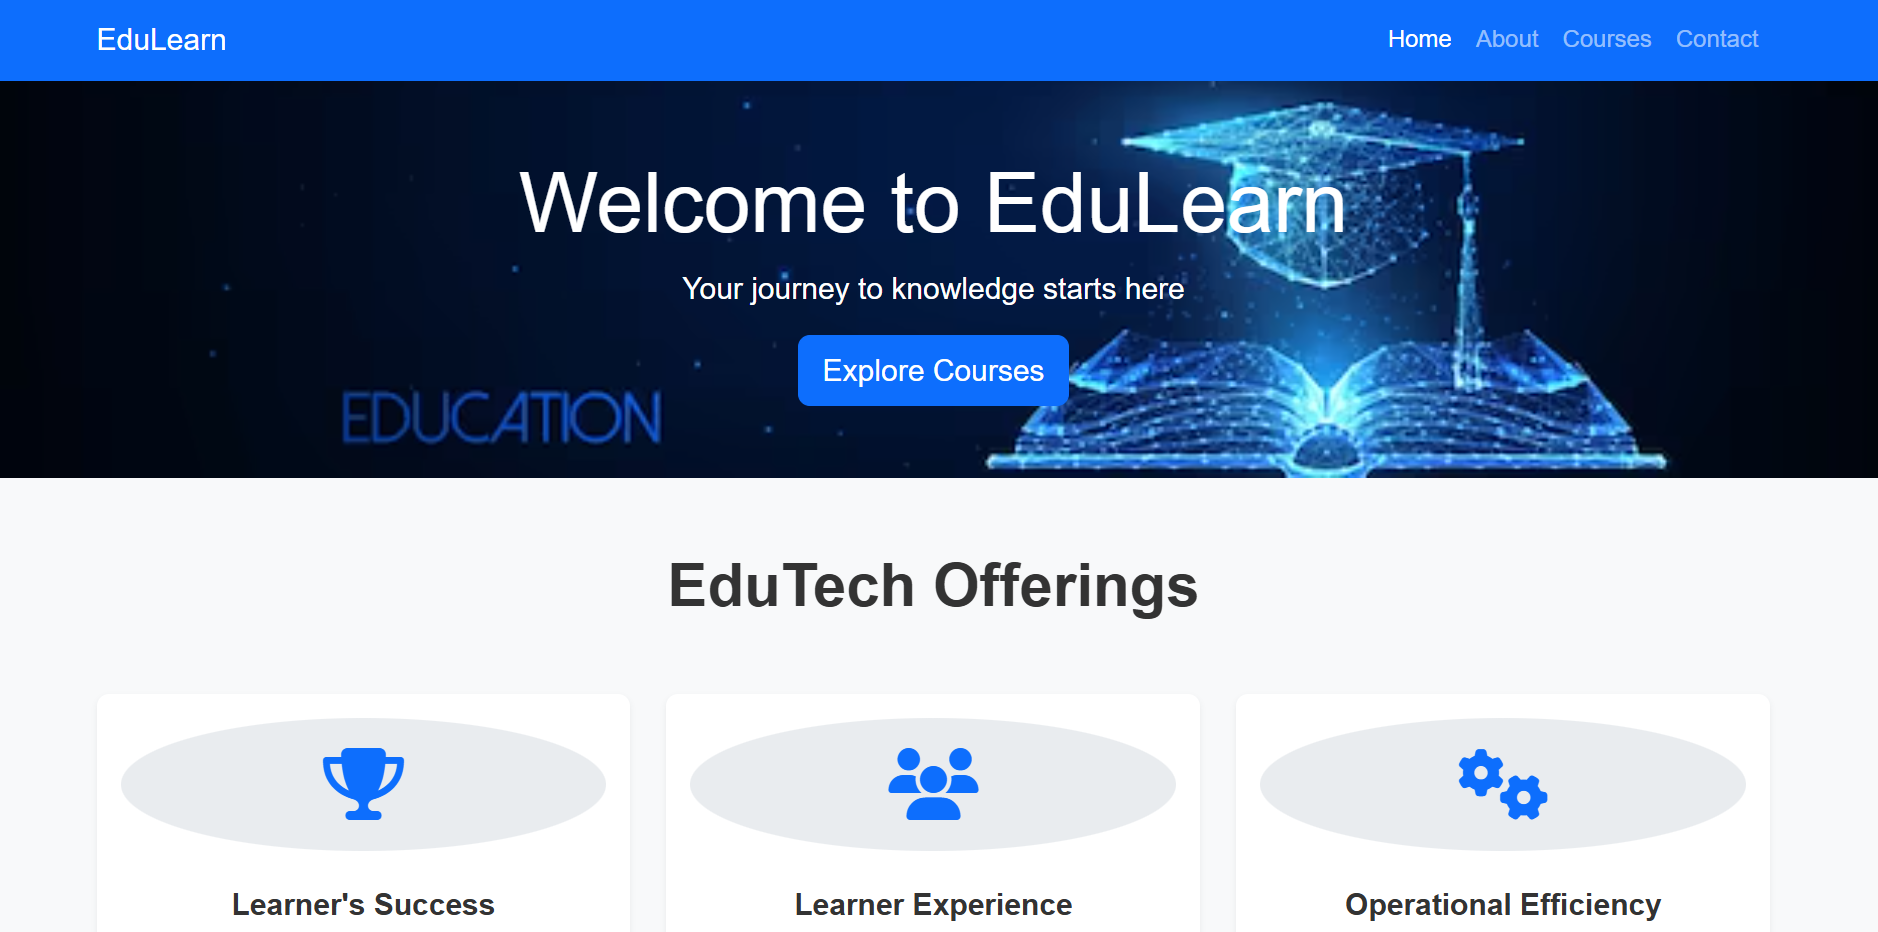 EduLearn
Home About Courses Contact
Welcome to EduLearn
Your journey to knowledge starts here
Explore Courses
EDUCATION
EduTech Offerings
Learner's Success
Learner Experience
Operational Efficiency